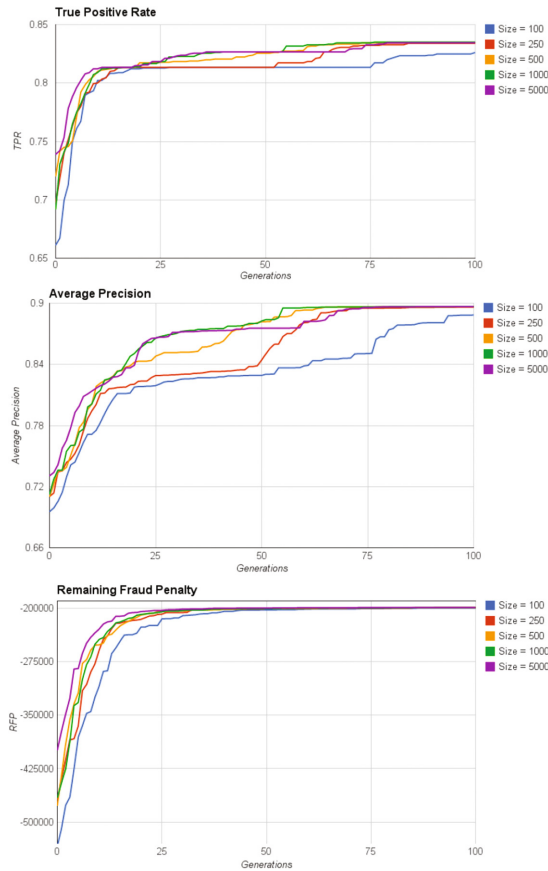 True Positive Rate
0.85
0.8
0.75
0.7
0.65
TPR
0
25
50
75
100
Generations
Size = 100
Size = 250
Size = 500
Size = 1000
Size = 5000
Average Precision
0.9
0.84
0.78
0.72
0.66
Average Precision
0
25
50
75
100
Generations
Size = 100
Size = 250
Size = 500
Size = 1000
Size = 5000
Remaining Fraud Penalty
-200000
-275000
-350000
-425000
-500000
RFP
0
25
50
75
100
Generations
Size = 100
Size = 250
Size = 500
Size = 1000
Size = 5000